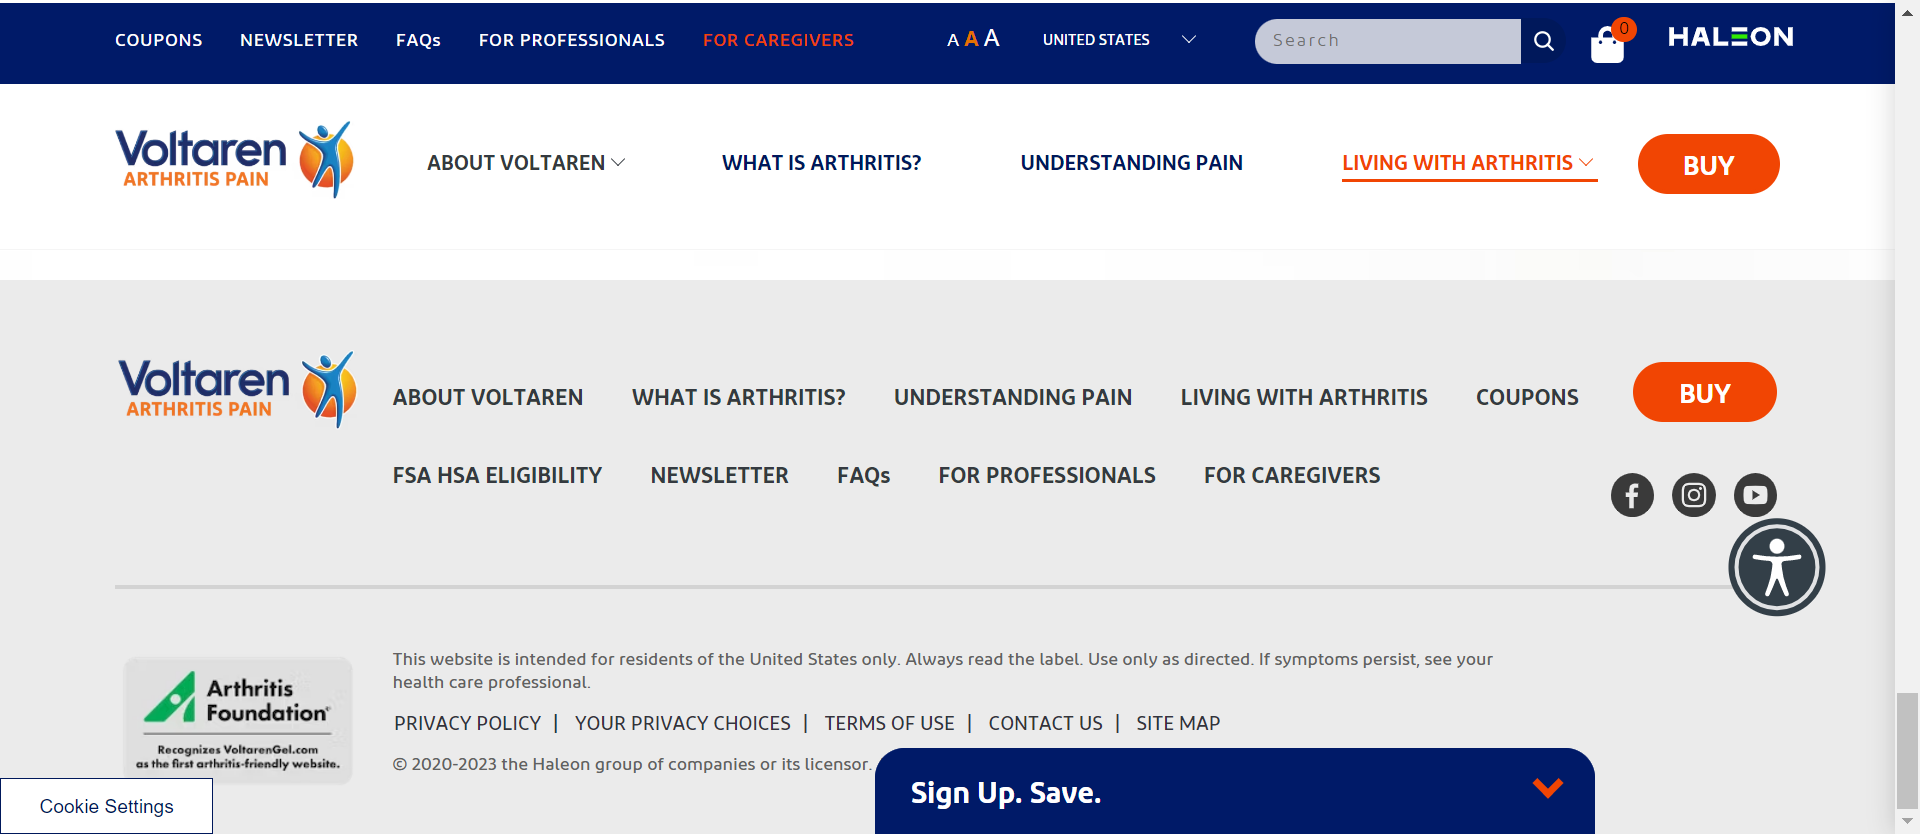 COUPONS NEWSLETTER FAQs FOR PROFESSIONALS FOR CAREGIVERS A A A UNITED STATES Search 0 HALEON
Voltaren
ARTHRITIS PAIN
ABOUT VOLTAREN WHAT IS ARTHRITIS? UNDERSTANDING PAIN LIVING WITH ARTHRITIS BUY
Voltaren
ARTHRITIS PAIN
ABOUT VOLTAREN WHAT IS ARTHRITIS? UNDERSTANDING PAIN LIVING WITH ARTHRITIS COUPONS BUY
FSA HSA ELIGIBILITY NEWSLETTER FAQs FOR PROFESSIONALS FOR CAREGIVERS
Arthritis
Foundation®
Recognizes VoltarenGel.com
as the first arthritis-friendly website.
This website is intended for residents of the United States only. Always read the label. Use only as directed. If symptoms persist, see your
health care professional.
PRIVACY POLICY | YOUR PRIVACY CHOICES | TERMS OF USE | CONTACT US | SITE MAP
© 2020-2023 the Haleon group of companies or its licensor.
Sign Up. Save.
Cookie Settings